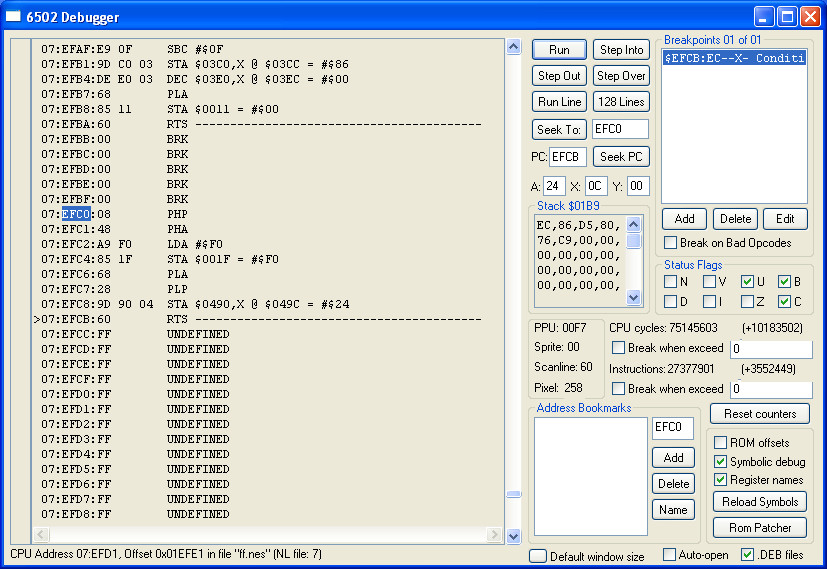 6502 Debugger
07:EFAF:E9 0F SBC #$0F
07:EFB1:9D C0 03 STA $03C0,X @ $03CC = #$86
07:EFB4:DE E0 03 DEC $03E0,X @ $03EC = #$00
07:EFB7:68 PLA
07:EFB8:85 11 STA $0011 = #$00
07:EFBA:60 RTS -----------------------------------------
07:EFBB:00 BRK
07:EFBC:00 BRK
07:EFBD:00 BRK
07:EFBE:00 BRK
07:EFBF:00 BRK
07:EFC0:08 PHP
07:EFC1:48 PHA
07:EFC2:A9 F0 LDA #$F0
07:EFC4:85 1F STA $001F = #$F0
07:EFC6:68 PLA
07:EFC7:28 PLP
07:EFC8:9D 90 04 STA $0490,X @ $049C = #$24
>07:EFCB:60 RTS -----------------------------------------
07:EFCC:FF UNDEFINED
07:EFCD:FF UNDEFINED
07:EFCE:FF UNDEFINED
07:EFCF:FF UNDEFINED
07:EFD0:FF UNDEFINED
07:EFD1:FF UNDEFINED
07:EFD2:FF UNDEFINED
07:EFD3:FF UNDEFINED
07:EFD4:FF UNDEFINED
07:EFD5:FF UNDEFINED
07:EFD6:FF UNDEFINED
07:EFD7:FF UNDEFINED
07:EFD8:FF UNDEFINED
CPU Address 07:EFD1, Offset 0x01EFE1 in file "ff.nes" (NL file: 7)
Run Step Into
Step Out Step Over
Run Line 128 Lines
Seek To: EFC0
PC: EFCB Seek PC
A: 24 X: 0C Y: 00
Stack $01B9
EC,86,D5,80,
76,C9,00,00,
00,00,00,00,
00,00,00,00,
00,00,00,00,
Breakpoints 01 of 01
$EFCB:EC--X- Conditi
Add Delete Edit
Break on Bad Opcodes
Status Flags
N V U B
D I Z C
PPU: 00F7
Sprite: 00
Scanline: 60
Pixel: 258
CPU cycles: 75145603 (+10183502)
Break when exceed 0
Instructions: 27377901 (+3552449)
Break when exceed 0
Address Bookmarks
EFC0
Add
Delete
Name
Reset counters
ROM offsets
Symbolic debug
Register names
Reload Symbols
Rom Patcher
Default window size
Auto-open
.DEB files